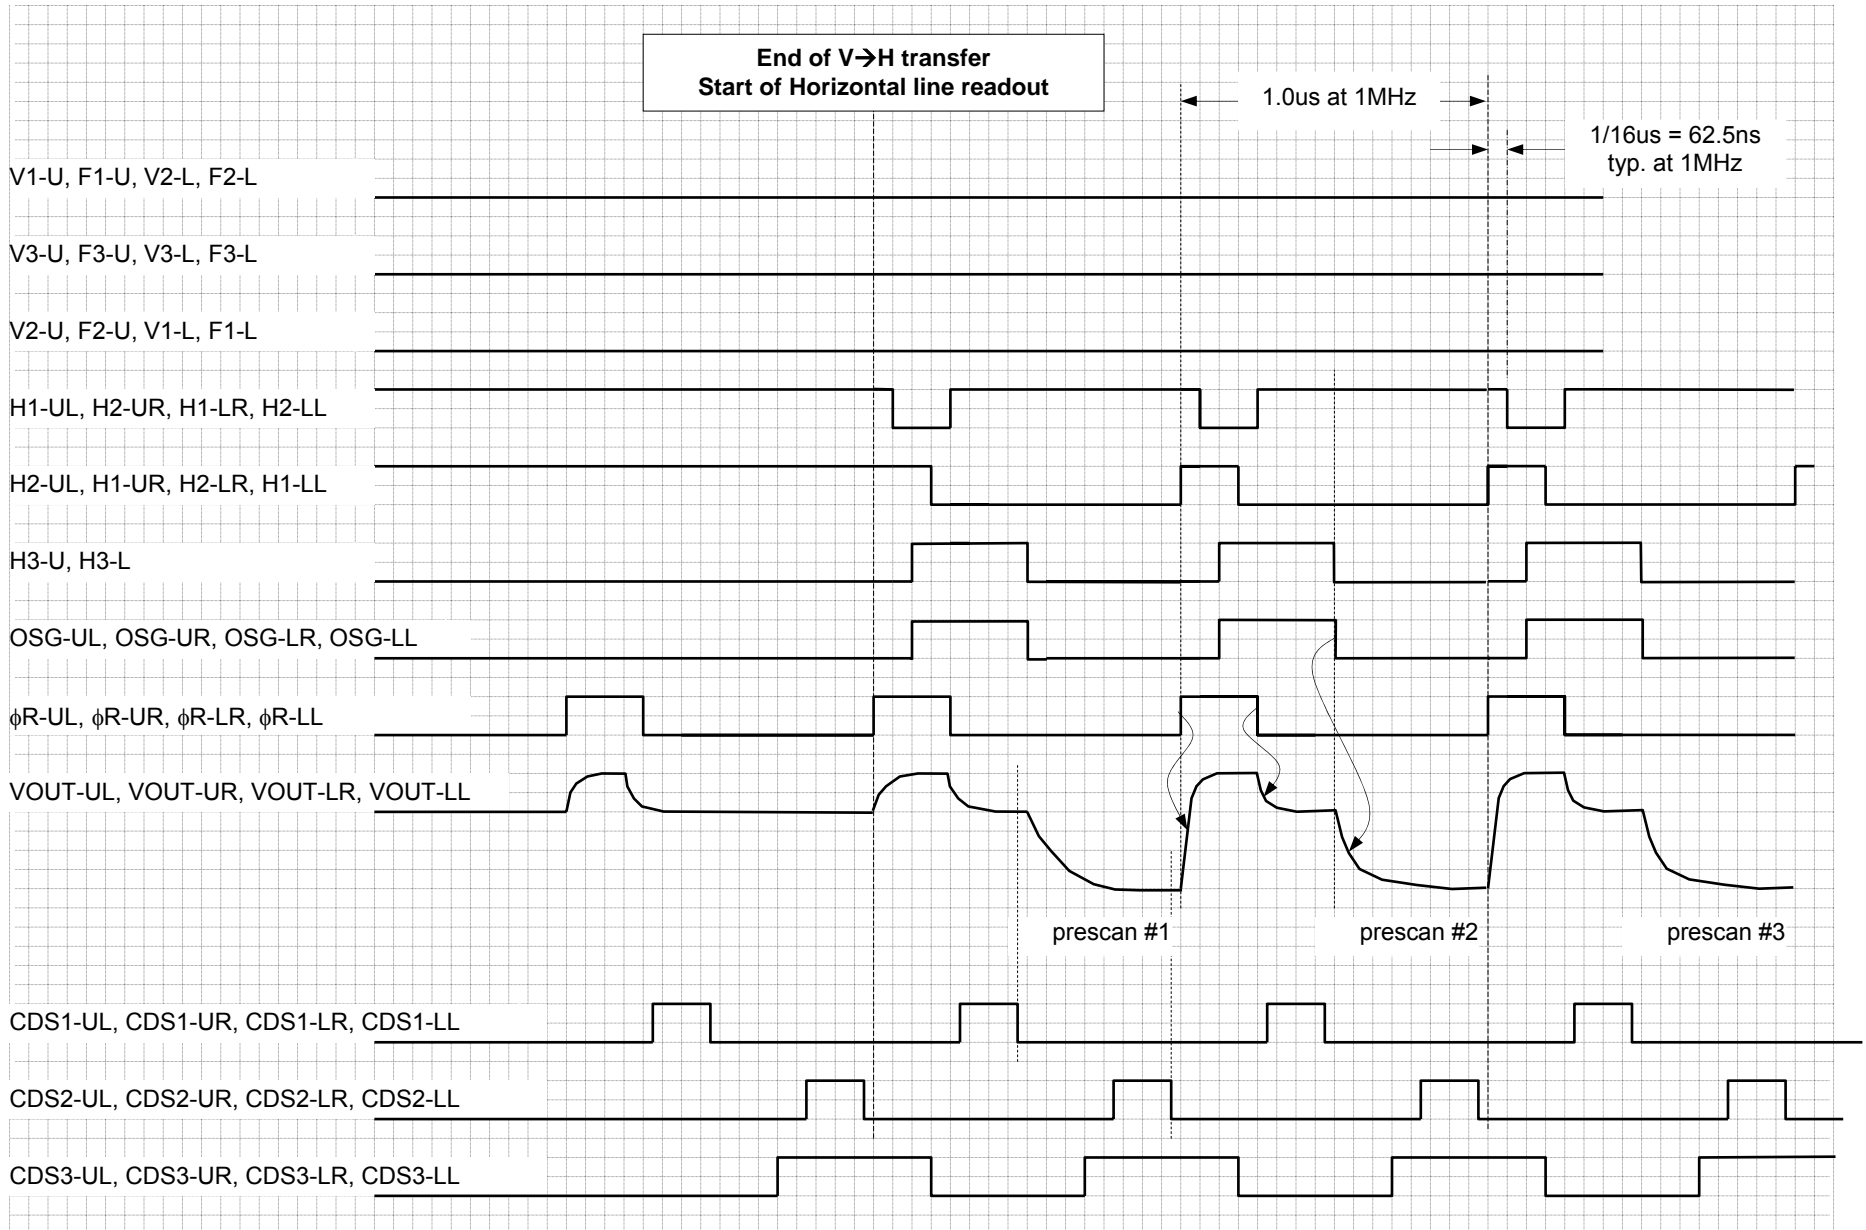 End of V→H transfer
Start of Horizontal line readout
1.0us at 1MHz
1/16us = 62.5ns
typ. at 1MHz
V1-U, F1-U, V2-L, F2-L
V3-U, F3-U, V3-L, F3-L
V2-U, F2-U, V1-L, F1-L
H1-UL, H2-UR, H1-LR, H2-LL
H2-UL, H1-UR, H2-LR, H1-LL
H3-U, H3-L
OSG-UL, OSG-UR, OSG-LR, OSG-LL
ϕR-UL, ϕR-UR, ϕR-LR, ϕR-LL
VOUT-UL, VOUT-UR, VOUT-LR, VOUT-LL
prescan #1 prescan #2 prescan #3
CDS1-UL, CDS1-UR, CDS1-LR, CDS1-LL
CDS2-UL, CDS2-UR, CDS2-LR, CDS2-LL
CDS3-UL, CDS3-UR, CDS3-LR, CDS3-LL